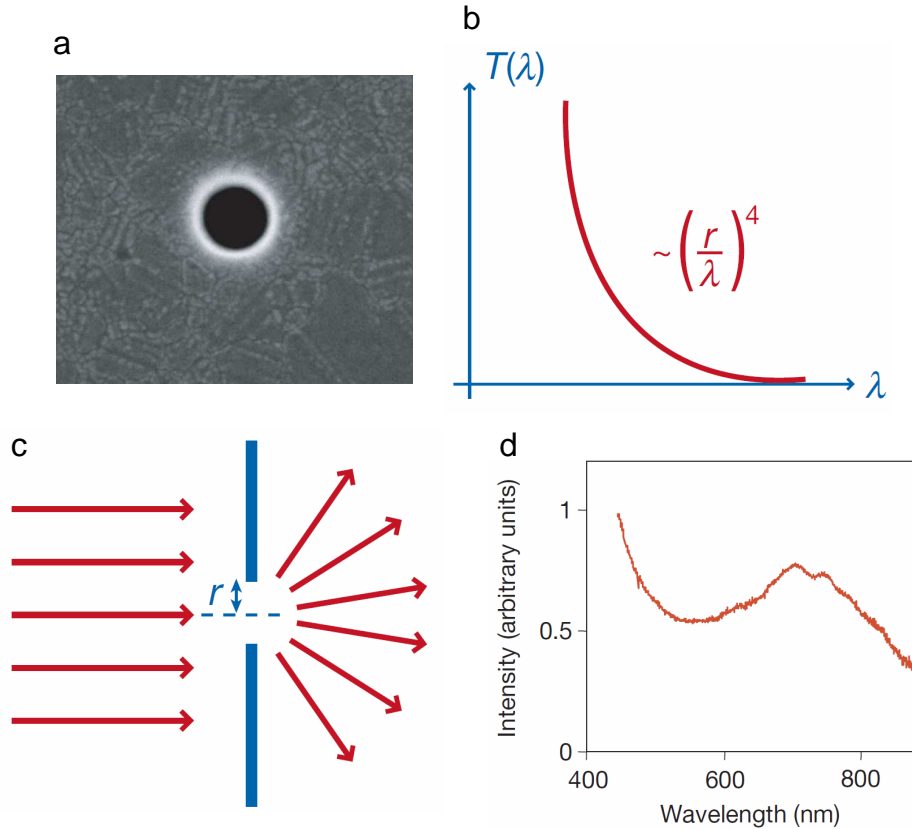 a
b
T(λ)
~ (r/λ)^4
λ
c
r
d
Intensity (arbitrary units)
1
0.5
0
400
600
800
Wavelength (nm)